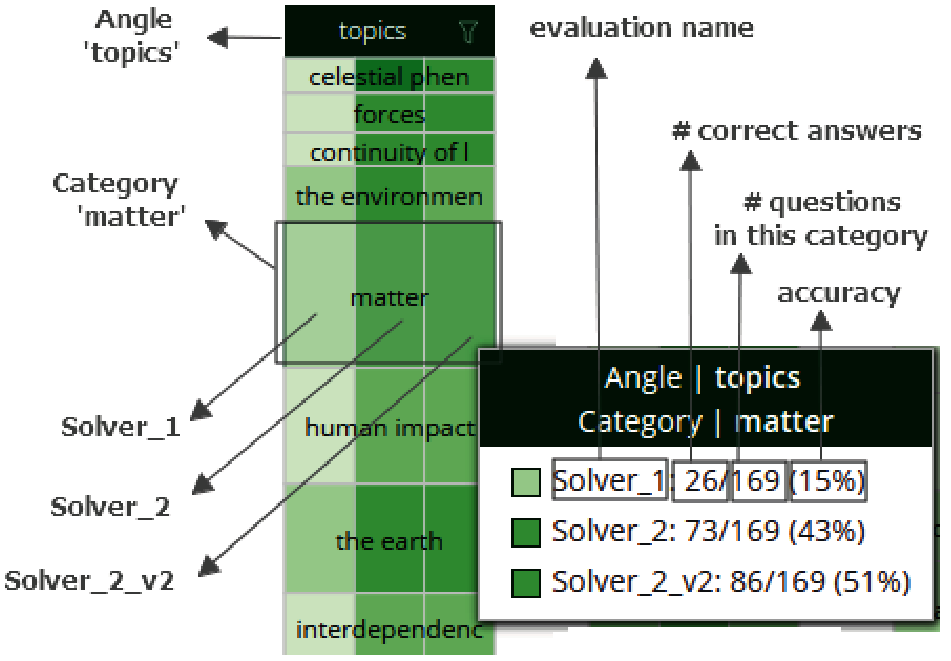 Angle
'topics'
topics
evaluation name
celestial phen
forces
# correct answers
continuity of l
Category
'matter'
the environmen
# questions
in this category
matter
accuracy
Angle | topics
Category | matter
Solver_1
human impact
Solver_1: 26/169 (15%)
Solver_2
Solver_2: 73/169 (43%)
the earth
Solver_2_v2
Solver_2_v2: 86/169 (51%)
interdependenc